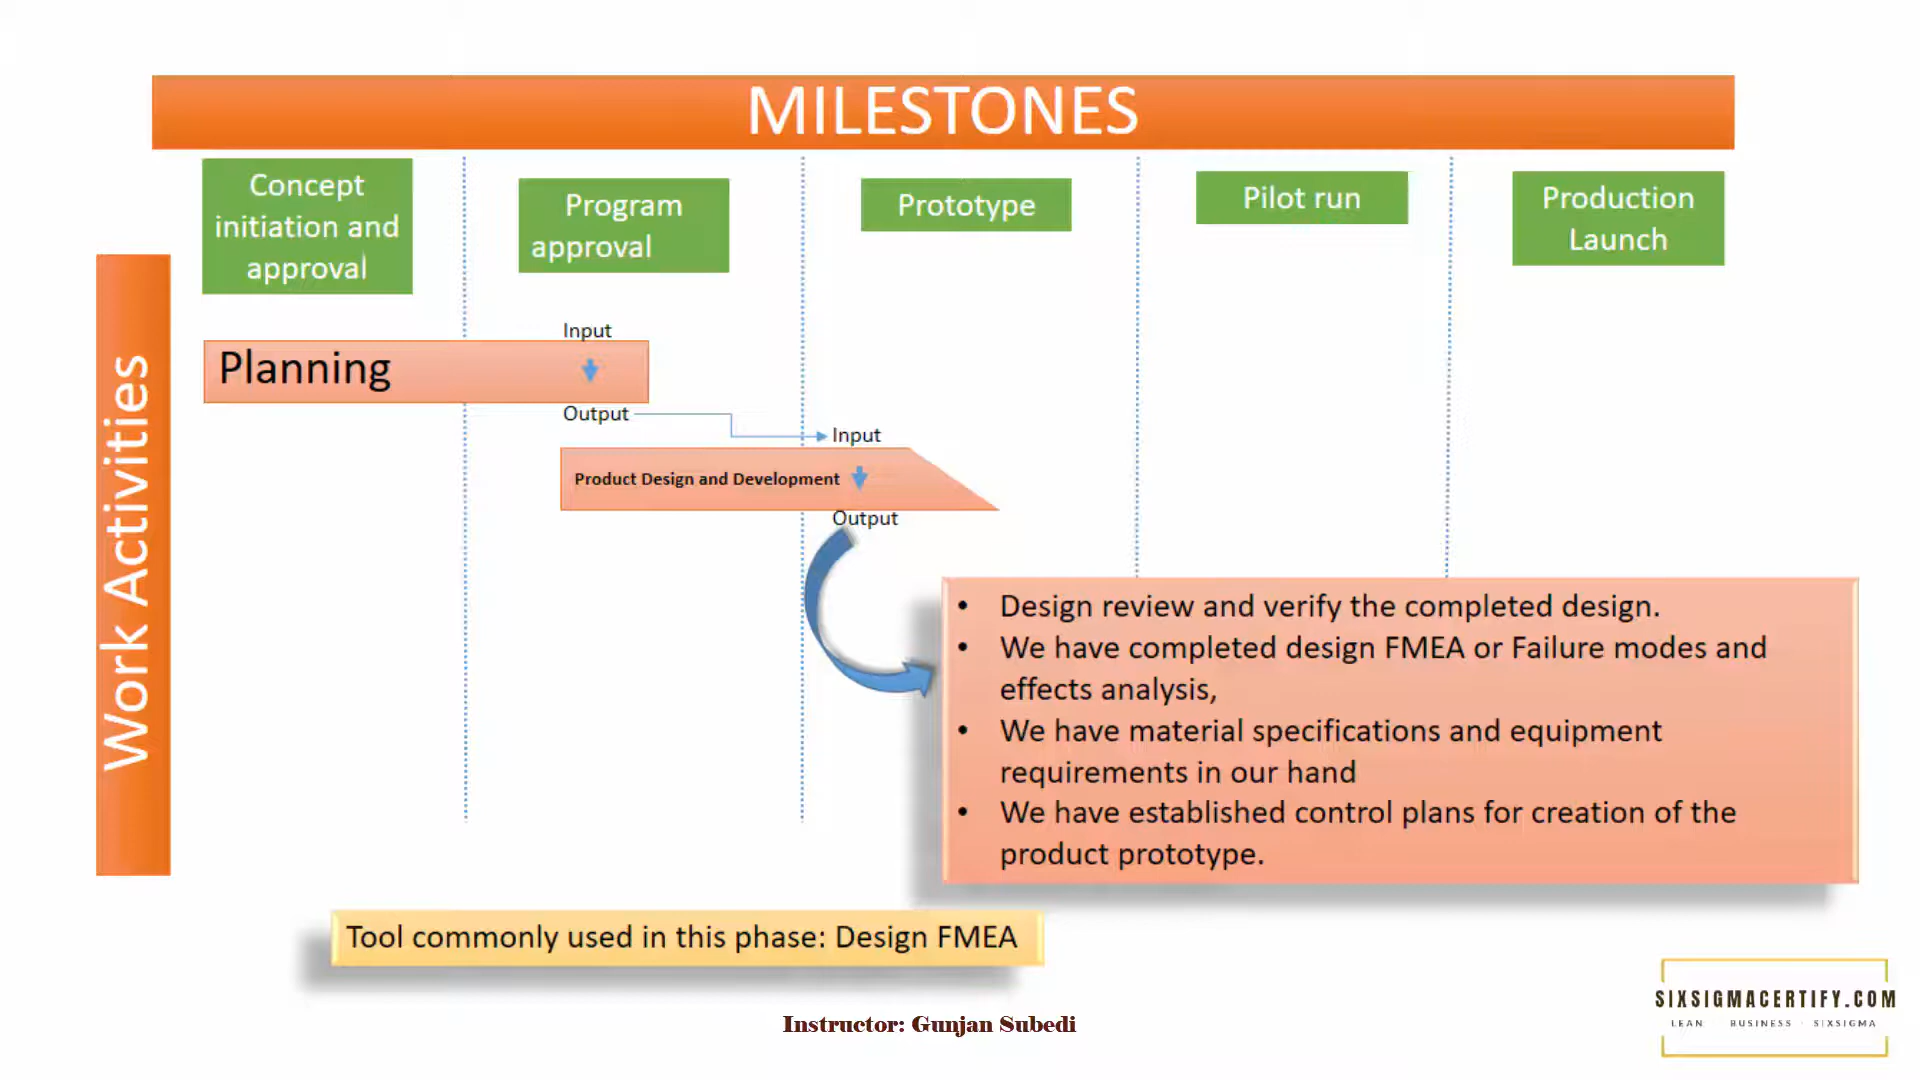 MILESTONES
Concept
initiation and
approval
Program
approval
Prototype
Pilot run
Production
Launch
Work Activities
Input
Planning
Output
Input
Product Design and Development
Output
• Design review and verify the completed design.
• We have completed design FMEA or Failure modes and
effects analysis,
• We have material specifications and equipment
requirements in our hand
• We have established control plans for creation of the
product prototype.
Tool commonly used in this phase: Design FMEA
Instructor: Gunjan Subedi
SIXSIGMACERTIFY.COM
LEAN · BUSINESS · SIXSIGMA